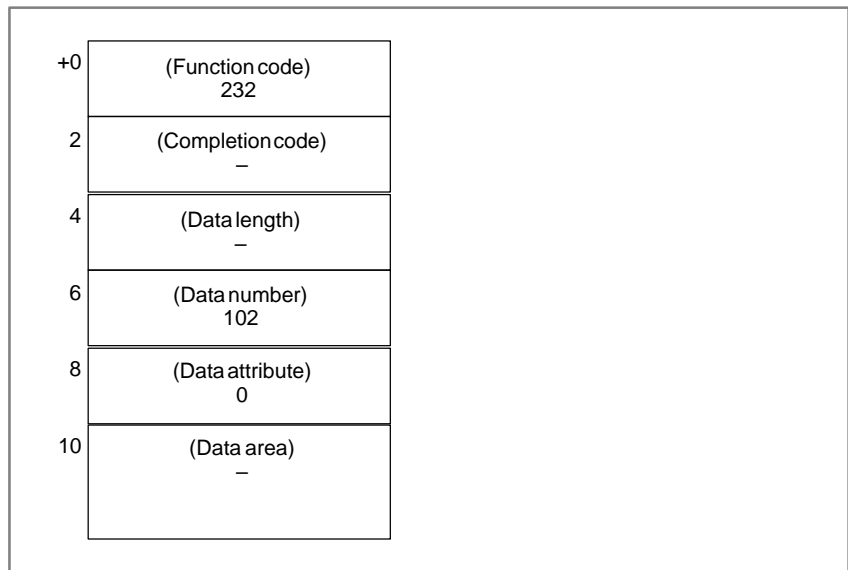 +0 (Function code)
232
2 (Completion code)
–
4 (Data length)
–
6 (Data number)
102
8 (Data attribute)
0
10 (Data area)
–